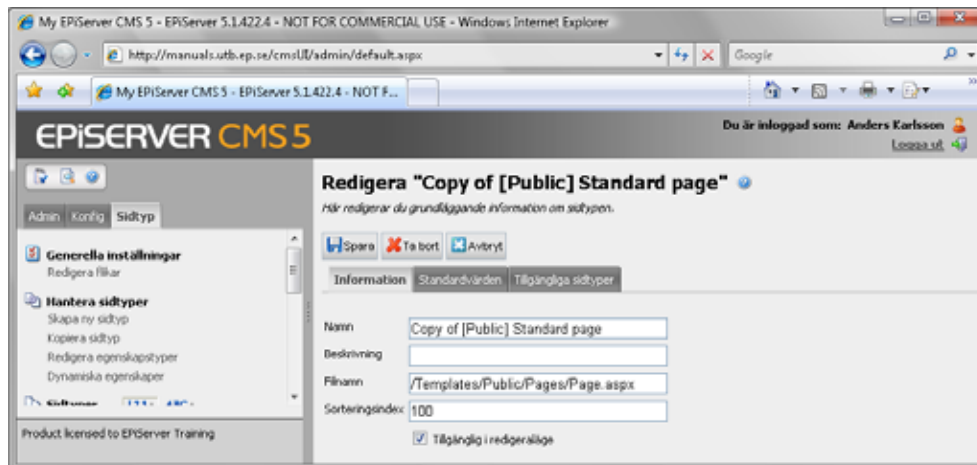 My EPiServer CMS 5 - EPiServer 5.1.422.4 - NOT FOR COMMERCIAL USE - Windows Internet Explorer
http://manuals.utb.ep.se/cmsUI/admin/default.aspx
Google
My EPiServer CMS 5 - EPiServer 5.1.422.4 - NOT F...
EPiSERVER CMS 5
Du är inloggad som: Anders Karlsson
Logga ut
Admin Konfig Sidtyp
Generella inställningar
Redigera flikar
Hantera sidtyper
Skapa ny sidtyp
Kopiera sidtyp
Redigera egenskapstyper
Dynamiska egenskaper
Sidtyper
Product licensed to EPiServer Training
Redigera "Copy of [Public] Standard page"
Här redigerar du grundläggande information om sidtypen.
Spara Ta bort Avbryt
Information Standardvärden Tillgängliga sidtyper
Namn Copy of [Public] Standard page
Beskrivning
Filnamn /Templates/Public/Pages/Page.aspx
Sorteringsindex 100
Tillgänglig i redigeraläge